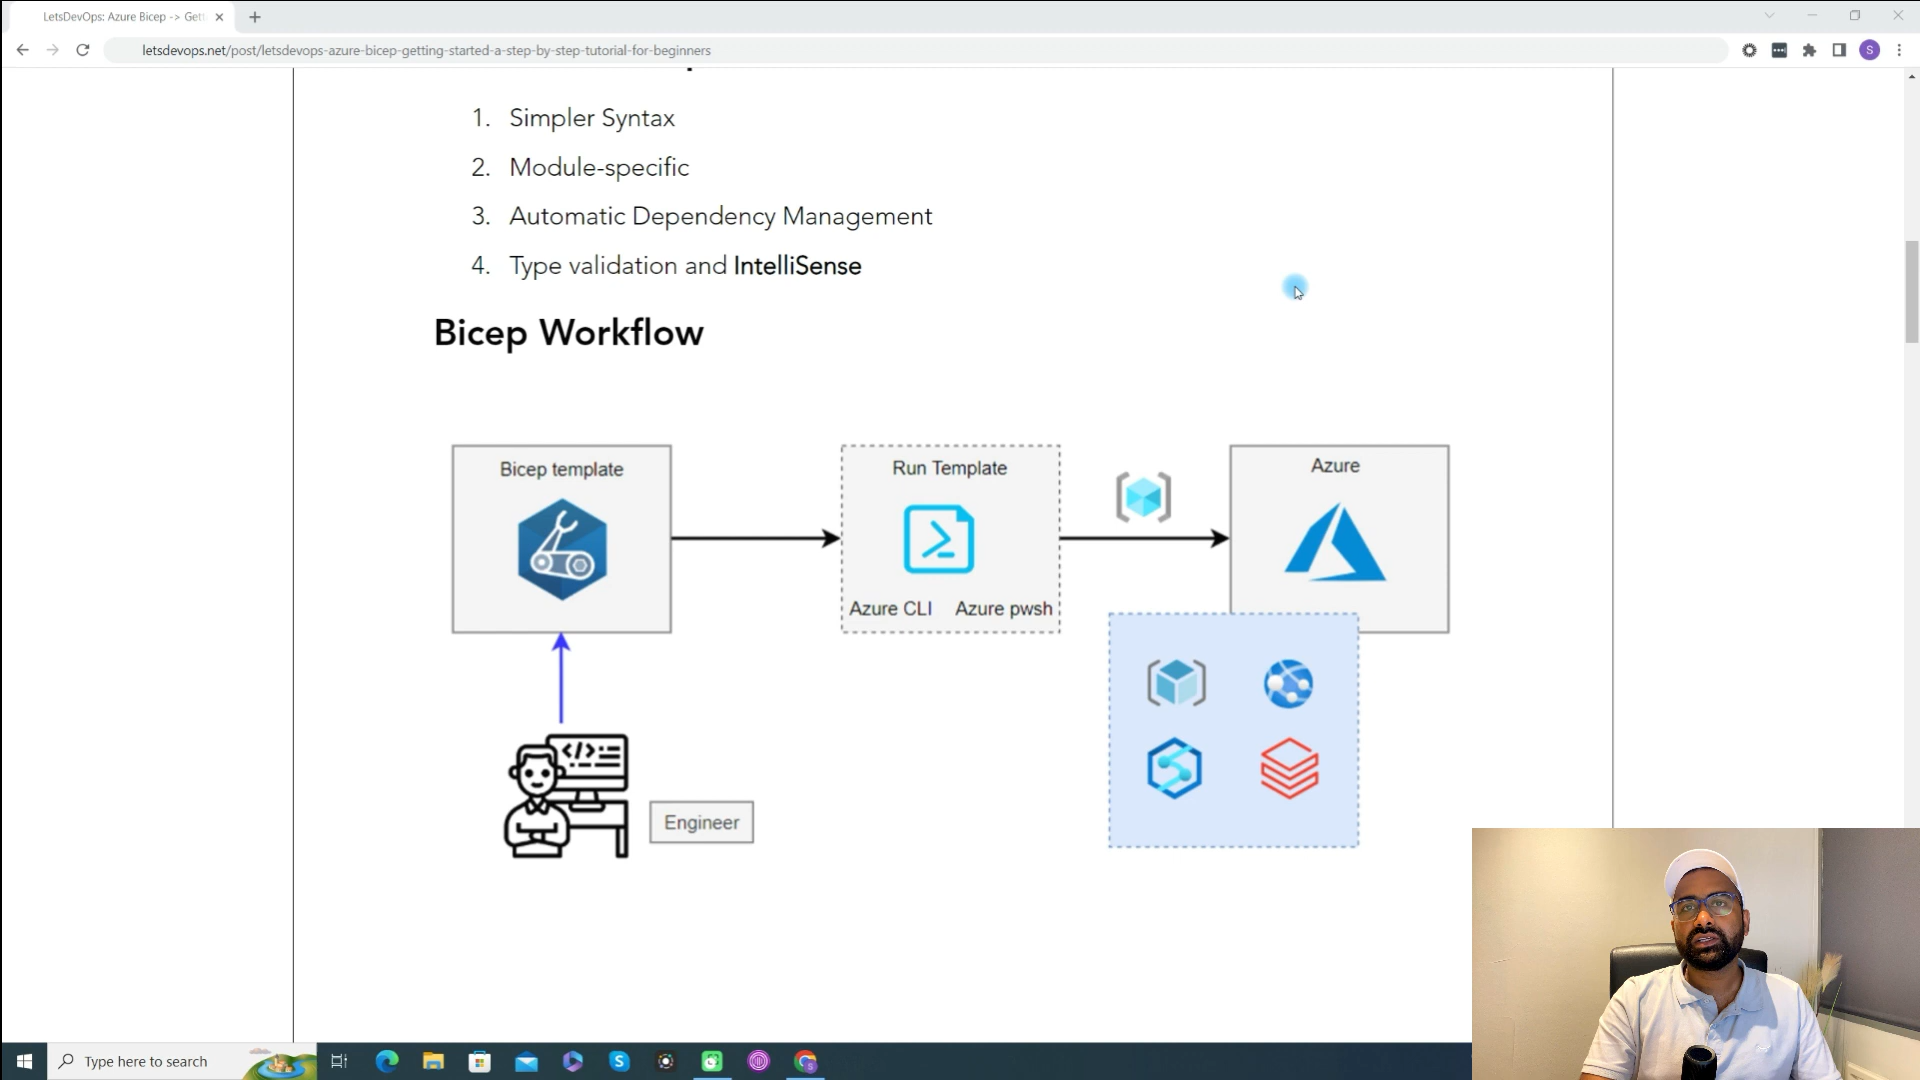 LetsDevOps: Azure Bicep -> Gett
letsdevops.net/post/letsdevops-azure-bicep-getting-started-a-step-by-step-tutorial-for-beginners
S
1. Simpler Syntax
2. Module-specific
3. Automatic Dependency Management
4. Type validation and IntelliSense
Bicep Workflow
Bicep template
Run Template
Azure
Azure CLI Azure pwsh
Engineer
Type here to search